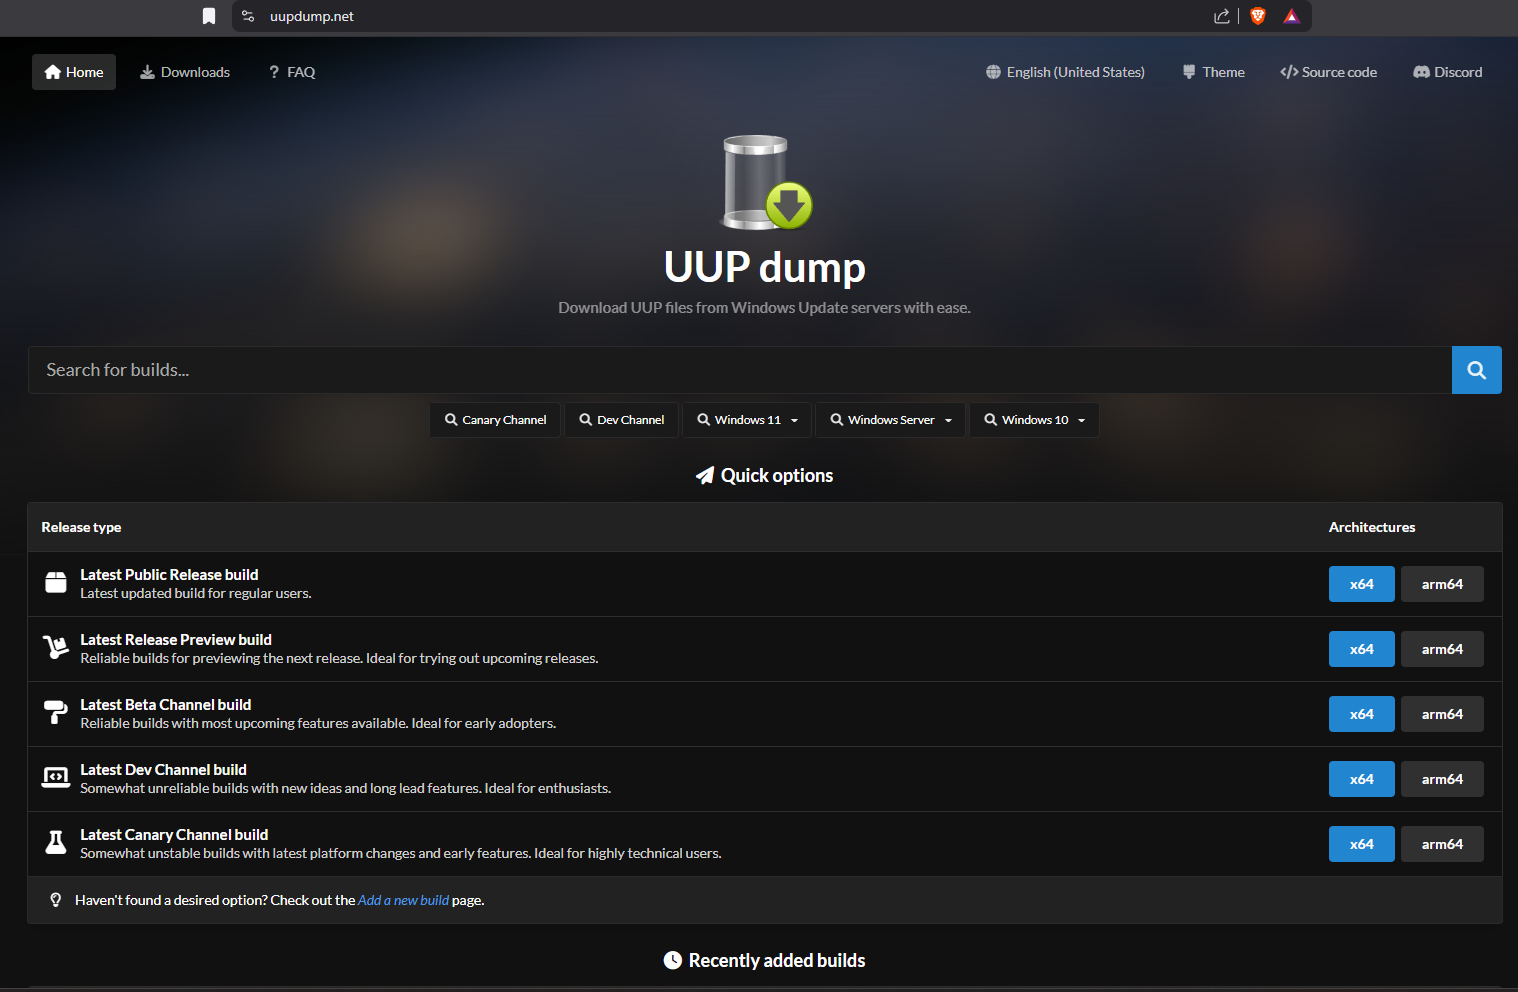 uupdump.net
Home Downloads ? FAQ English (United States) Theme Source code Discord
UUP dump
Download UUP files from Windows Update servers with ease.
Search for builds...
Canary Channel Dev Channel Windows 11 Windows Server Windows 10
Quick options
Release type Architectures
Latest Public Release build
Latest updated build for regular users.
x64 arm64
Latest Release Preview build
Reliable builds for previewing the next release. Ideal for trying out upcoming releases.
x64 arm64
Latest Beta Channel build
Reliable builds with most upcoming features available. Ideal for early adopters.
x64 arm64
Latest Dev Channel build
Somewhat unreliable builds with new ideas and long lead features. Ideal for enthusiasts.
x64 arm64
Latest Canary Channel build
Somewhat unstable builds with latest platform changes and early features. Ideal for highly technical users.
x64 arm64
Haven't found a desired option? Check out the Add a new build page.
Recently added builds